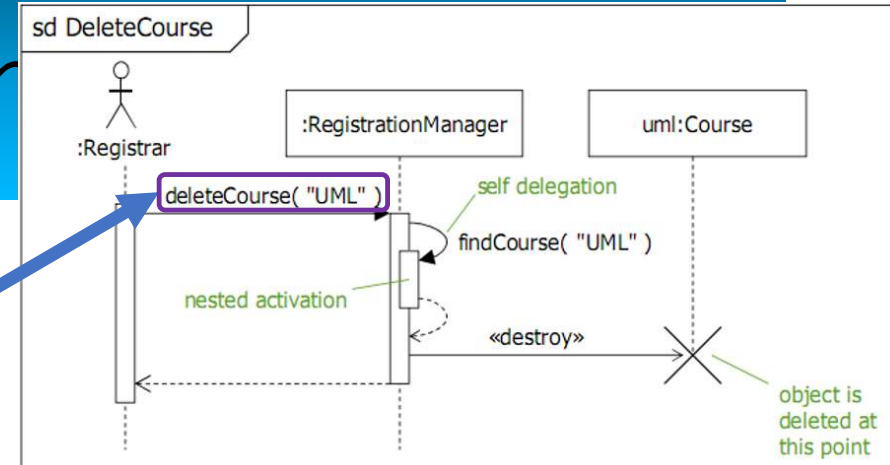 sd DeleteCourse
:Registrar
:RegistrationManager
uml:Course
deleteCourse( "UML" )
self delegation
findCourse( "UML" )
nested activation
«destroy»
object is
deleted at
this point